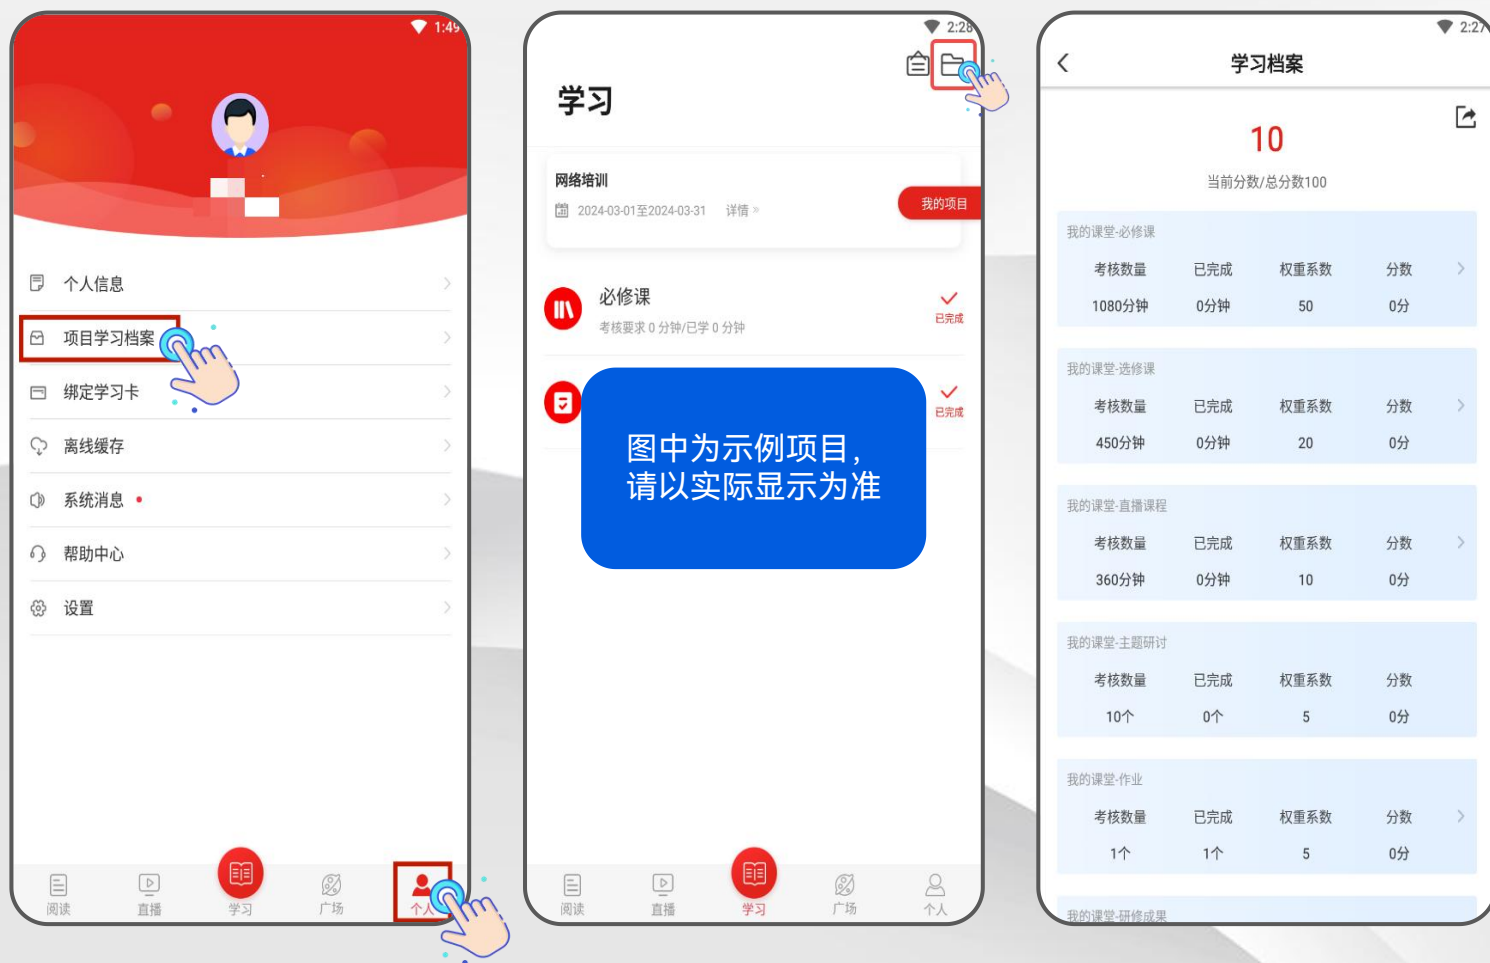 1:49
个人信息
项目学习档案
绑定学习卡
离线缓存
系统消息
帮助中心
设置
阅读
直播
学习
广场
个人
2:28
学习
网络培训
2024-03-01至2024-03-31 详情 »
我的项目
必修课
考核要求 0 分钟/已学 0 分钟
已完成
已完成
图中为示例项目，
请以实际显示为准
阅读
直播
学习
广场
个人
2:27
学习档案
10
当前分数/总分数100
我的课堂-必修课
考核数量 已完成 权重系数 分数
1080分钟 0分钟 50 0分
我的课堂-选修课
考核数量 已完成 权重系数 分数
450分钟 0分钟 20 0分
我的课堂-直播课程
考核数量 已完成 权重系数 分数
360分钟 0分钟 10 0分
我的课堂-主题研讨
考核数量 已完成 权重系数 分数
10个 0个 5 0分
我的课堂-作业
考核数量 已完成 权重系数 分数
1个 1个 5 0分
我的课堂-研修成果